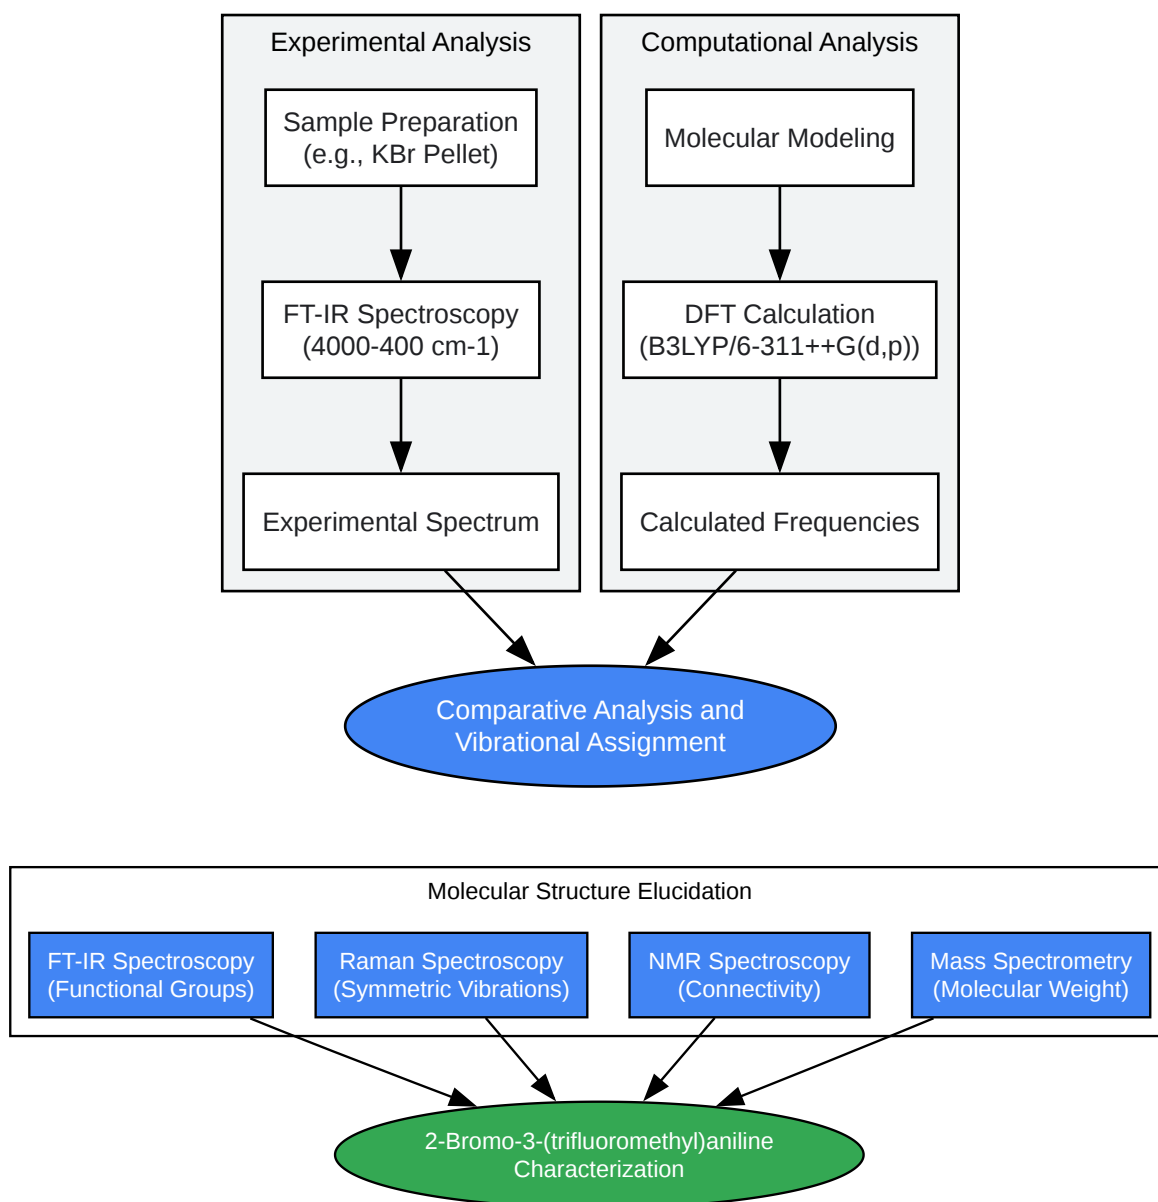 Experimental Analysis
Computational Analysis
Sample Preparation
(e.g., KBr Pellet)
Molecular Modeling
FT-IR Spectroscopy
(4000-400 cm-1)
DFT Calculation
(B3LYP/6-311++G(d,p))
Experimental Spectrum
Calculated Frequencies
Comparative Analysis and
Vibrational Assignment
Molecular Structure Elucidation
FT-IR Spectroscopy
(Functional Groups)
Raman Spectroscopy
(Symmetric Vibrations)
NMR Spectroscopy
(Connectivity)
Mass Spectrometry
(Molecular Weight)
2-Bromo-3-(trifluoromethyl)aniline
Characterization